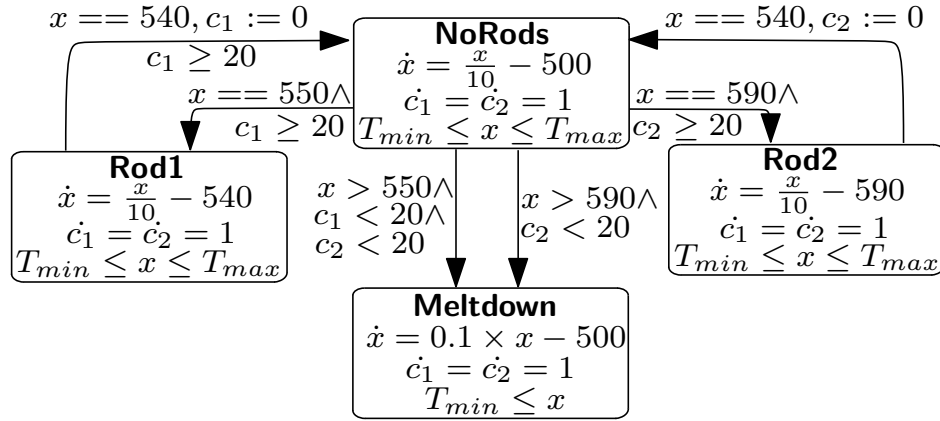 x == 540, c₁ := 0
c₁ ≥ 20
x == 540, c₂ := 0
NoRods
ẋ = x/10 − 500
ċ₁ = ċ₂ = 1
T_min ≤ x ≤ T_max
x == 550∧
c₁ ≥ 20
x == 590∧
c₂ ≥ 20
Rod1
ẋ = x/10 − 540
ċ₁ = ċ₂ = 1
T_min ≤ x ≤ T_max
x > 550∧
c₁ < 20∧
c₂ < 20
x > 590∧
c₂ < 20
Rod2
ẋ = x/10 − 590
ċ₁ = ċ₂ = 1
T_min ≤ x ≤ T_max
Meltdown
ẋ = 0.1 × x − 500
ċ₁ = ċ₂ = 1
T_min ≤ x